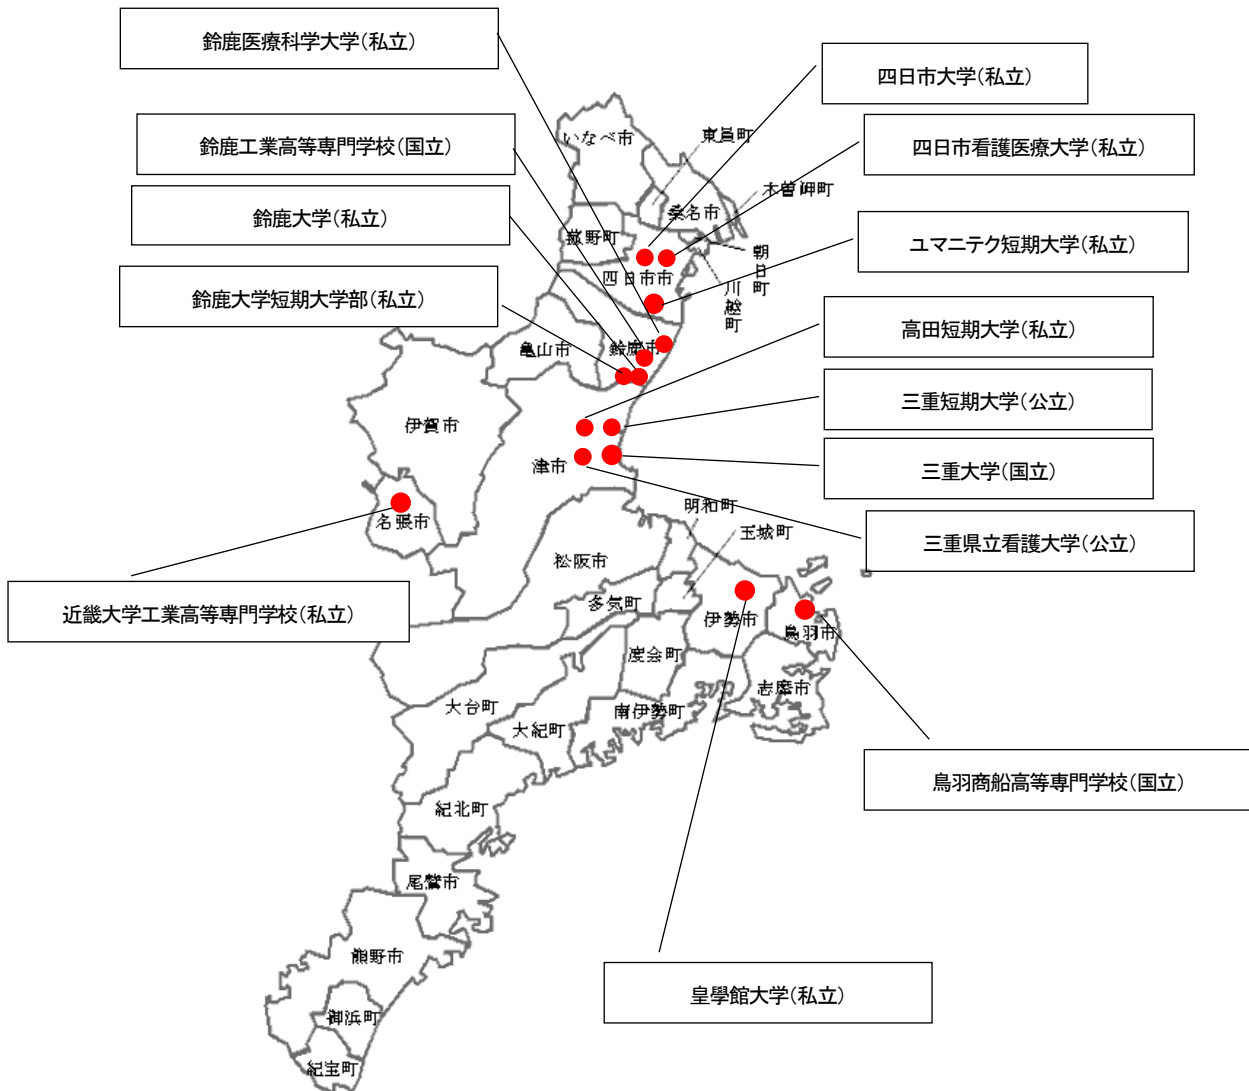 鈴鹿医療科学大学(私立)
四日市大学(私立)
鈴鹿工業高等専門学校(国立)
四日市看護医療大学(私立)
鈴鹿大学(私立)
ユマニテク短期大学(私立)
鈴鹿大学短期大学部(私立)
高田短期大学(私立)
三重短期大学(公立)
三重大学(国立)
三重県立看護大学(公立)
近畿大学工業高等専門学校(私立)
鳥羽商船高等専門学校(国立)
皇學館大学(私立)
いなべ市
東員町
木曽岬町
桑名市
菰野町
朝日町
四日市市
川越町
亀山市
鈴鹿市
伊賀市
津市
名張市
明和町
玉城町
松阪市
多気町
伊勢市
鳥羽市
度会町
志摩市
大台町
南伊勢町
大紀町
紀北町
尾鷲市
熊野市
御浜町
紀宝町